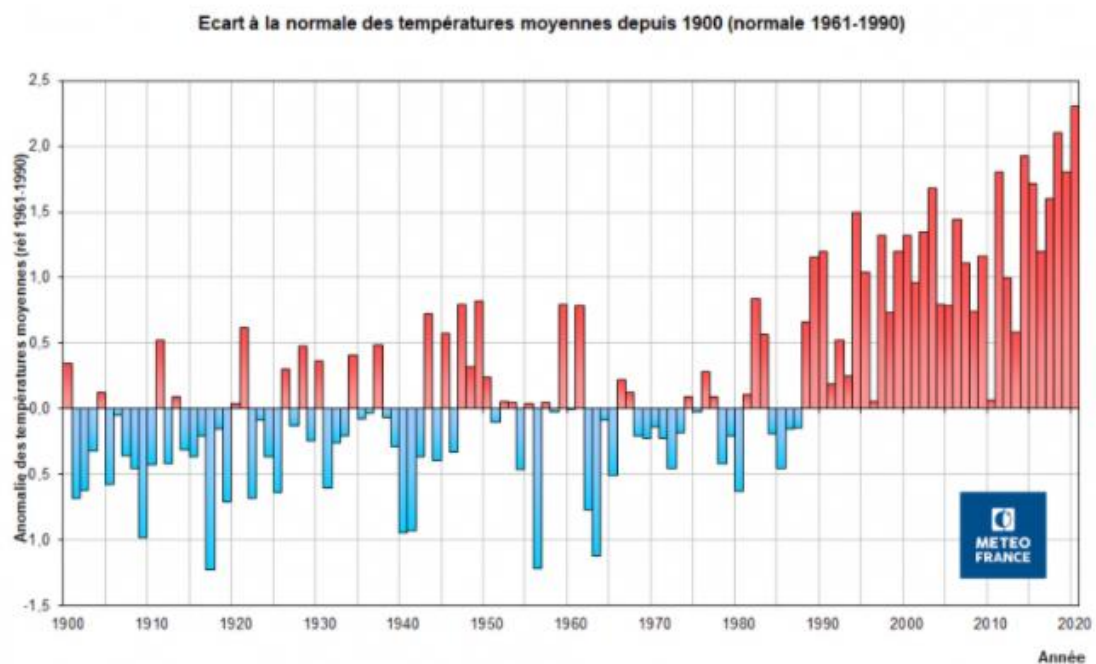 Ecart à la normale des températures moyennes depuis 1900 (normale 1961-1990)
Anomalie des températures moyennes (réf 1961-1990)
2,5
2,0
1,5
1,0
0,5
0,0
-0,5
-1,0
-1,5
METEO
FRANCE
1900 1910 1920 1930 1940 1950 1960 1970 1980 1990 2000 2010 2020
Année